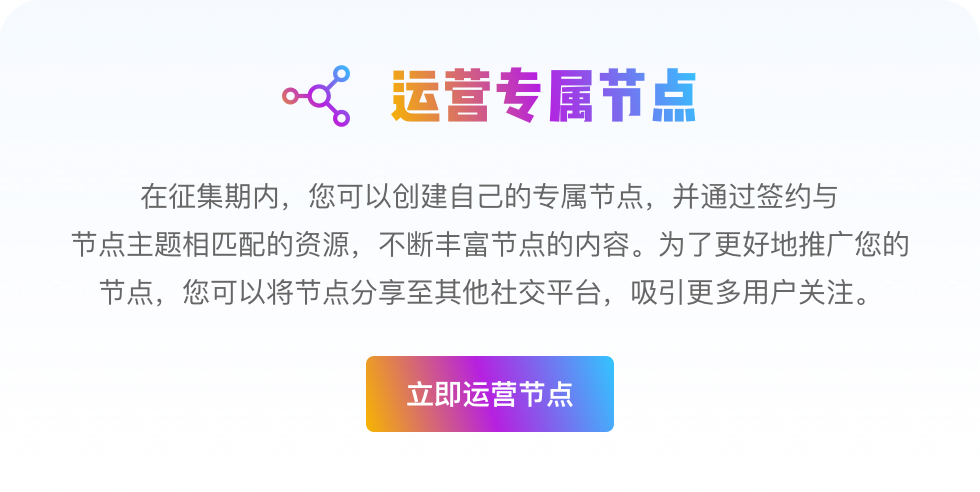 运营专属节点
在征集期内，您可以创建自己的专属节点，并通过签约与
节点主题相匹配的资源，不断丰富节点的内容。为了更好地推广您的
节点，您可以将节点分享至其他社交平台，吸引更多用户关注。
立即运营节点